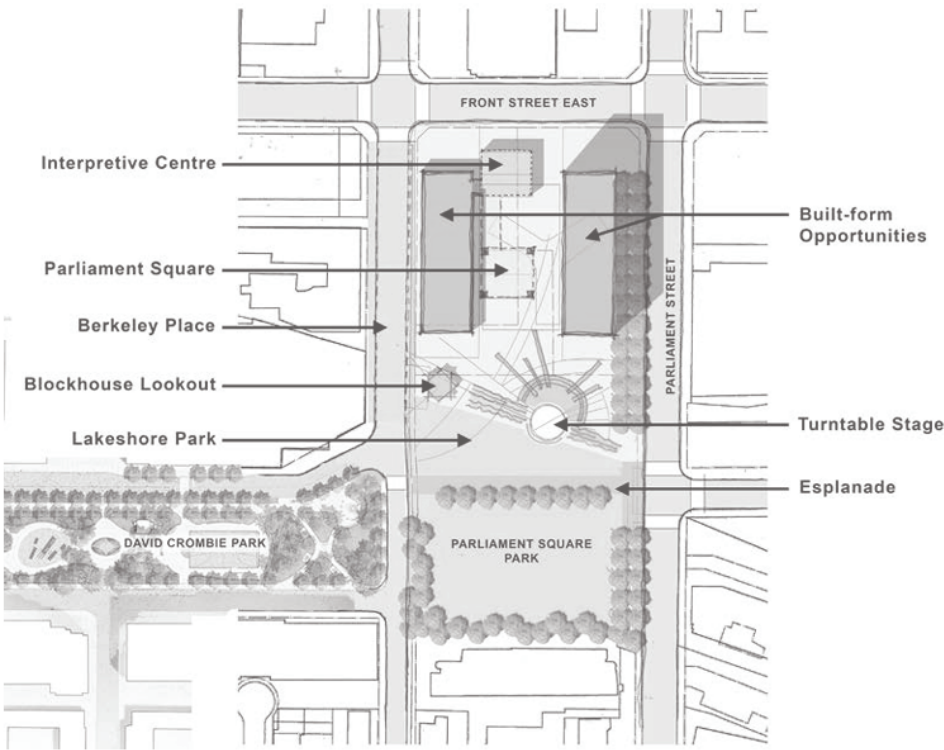 FRONT STREET EAST
Interpretive Centre
Built-form
Opportunities
Parliament Square
PARLIAMENT STREET
Berkeley Place
Blockhouse Lookout
Turntable Stage
Lakeshore Park
Esplanade
DAVID CROMBIE PARK
PARLIAMENT SQUARE
PARK